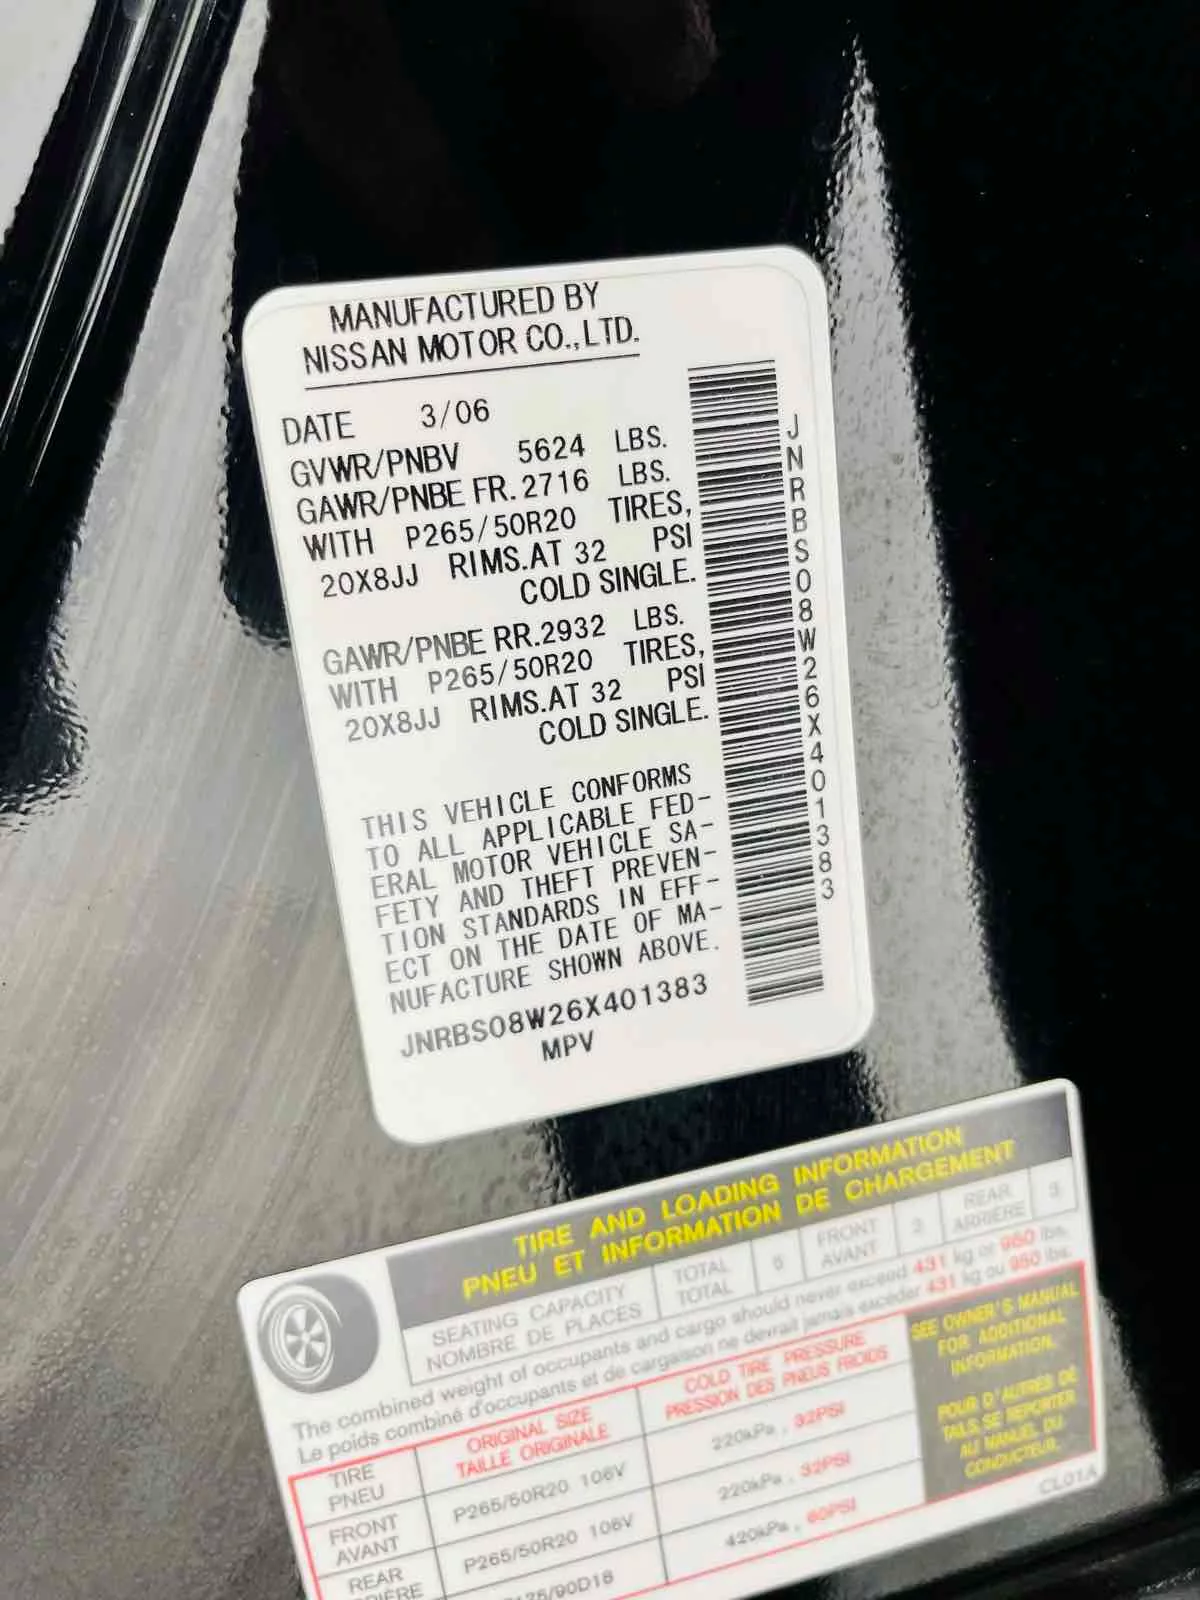 MANUFACTURED BY
NISSAN MOTOR CO.,LTD.
DATE 3/06
GVWR/PNBV 5624 LBS.
GAWR/PNBE FR. 2716 LBS.
WITH P265/50R20 TIRES,
20X8JJ RIMS.AT 32 PSI
COLD SINGLE.
GAWR/PNBE RR. 2932 LBS.
WITH P265/50R20 TIRES,
20X8JJ RIMS.AT 32 PSI
COLD SINGLE.
THIS VEHICLE CONFORMS
TO ALL APPLICABLE FED-
ERAL MOTOR VEHICLE SA-
FETY AND THEFT PREVEN-
TION STANDARDS IN EFF-
ECT ON THE DATE OF MA-
NUFACTURE SHOWN ABOVE.
JNRBS08W26X401383
MPV
JNRBS08W26X401383
TIRE AND LOADING INFORMATION
PNEU ET INFORMATION DE CHARGEMENT
SEATING CAPACITY
NOMBRE DE PLACES
TOTAL
TOTAL
5
FRONT
AVANT
2
REAR
ARRIÈRE
3
The combined weight of occupants and cargo should never exceed 431 kg or 950 lbs.
Le poids combiné d'occupants et de cargaison ne devrait jamais excéder 431 kg ou 950 lbs.
TIRE
PNEU
ORIGINAL SIZE
TAILLE ORIGINALE
COLD TIRE PRESSURE
PRESSION DES PNEUS FROIDS
FRONT
AVANT
P265/50R20 106V
220kPa , 32PSI
REAR
P265/50R20 106V
220kPa , 32PSI
420kPa , 60PSI
SEE OWNER'S MANUAL
FOR ADDITIONAL
INFORMATION.
POUR D'AUTRES DÉ
TAILS, SE REPORTER
AU MANUEL DU
CONDUCTEUR.
CL01A